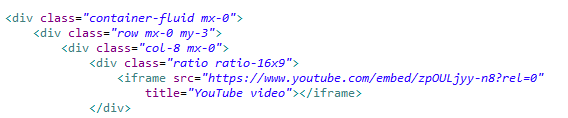 <div class="container-fluid mx-0">
<div class="row mx-0 my-3">
<div class="col-8 mx-0">
<div class="ratio ratio-16x9">
<iframe src="https://www.youtube.com/embed/zpOULjyy-n8?rel=0"
title="YouTube video"></iframe>
</div>